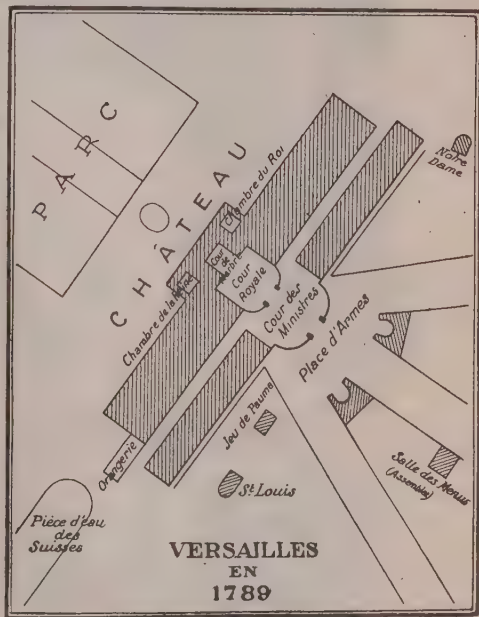 PARC
CHÂTEAU
Chambre du Roi
Notre
Dame
Cour
de
Marbre
Cour
Royale
Chambre de la Reine
Cour des
Ministres
Place d'Armes
Jeu de Paume
Salle des Menus
(Assemblée)
Orangerie
St. Louis
Pièce d'eau
des
Suisses
VERSAILLES
EN
1789